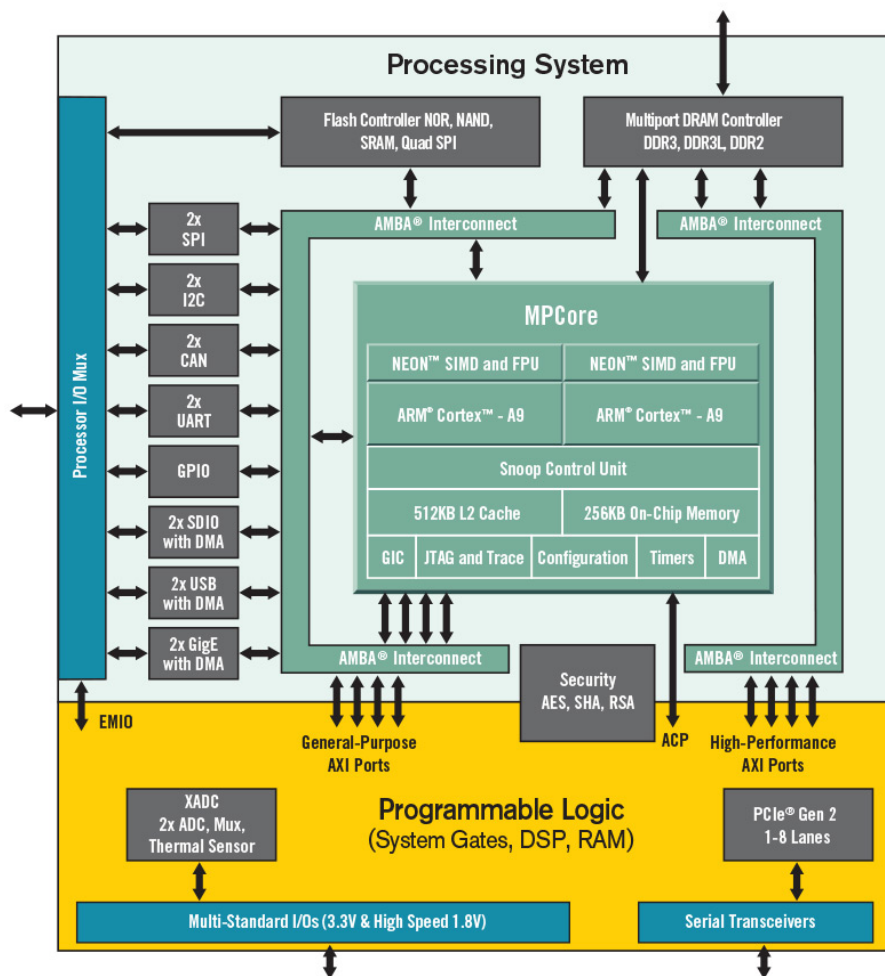 Processing System
Flash Controller NOR, NAND,
SRAM, Quad SPI
Multiport DRAM Controller
DDR3, DDR3L, DDR2
AMBA® Interconnect
AMBA® Interconnect
Processor I/O Mux
2x
SPI
2x
I2C
2x
CAN
2x
UART
GPIO
2x SDIO
with DMA
2x USB
with DMA
2x GigE
with DMA
MPCore
NEON™ SIMD and FPU
NEON™ SIMD and FPU
ARM® Cortex™ - A9
ARM® Cortex™ - A9
Snoop Control Unit
512KB L2 Cache
256KB On-Chip Memory
GIC
JTAG and Trace
Configuration
Timers
DMA
AMBA® Interconnect
AMBA® Interconnect
Security
AES, SHA, RSA
EMIO
General-Purpose
AXI Ports
ACP
High-Performance
AXI Ports
XADC
2x ADC, Mux,
Thermal Sensor
Programmable Logic
(System Gates, DSP, RAM)
PCIe® Gen 2
1-8 Lanes
Multi-Standard I/Os (3.3V & High Speed 1.8V)
Serial Transceivers